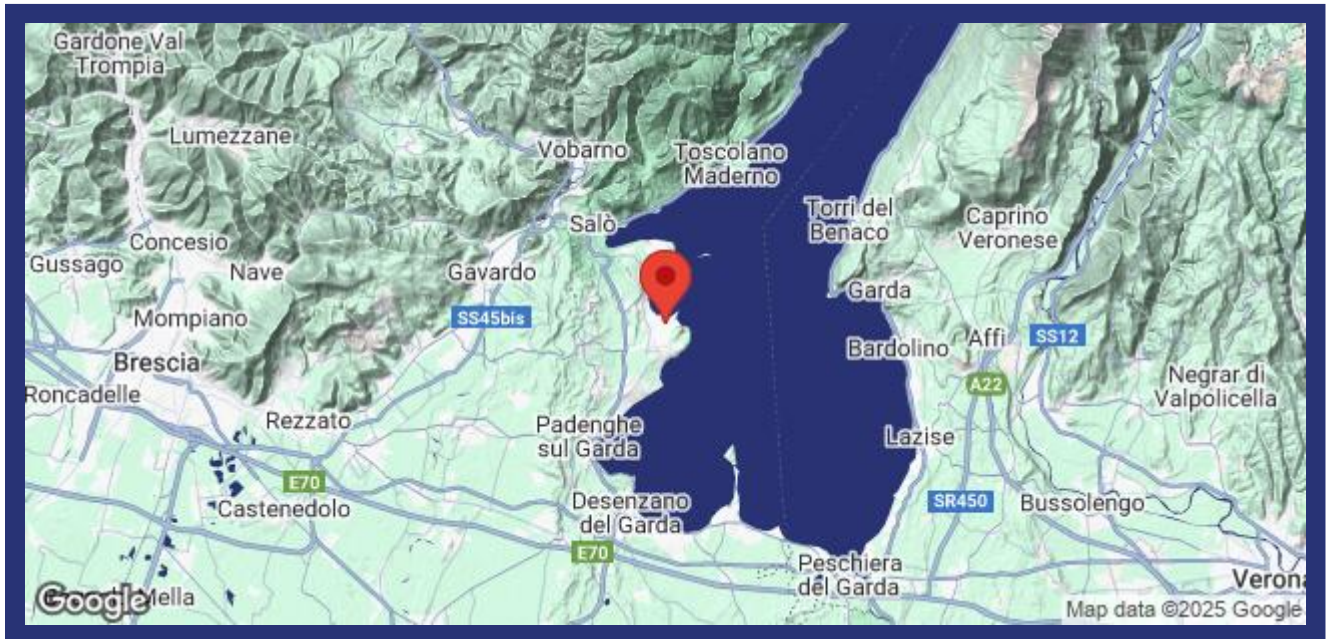 Gardone Val
Trompia
Lumezzane
Vobarno
Toscolano
Maderno
Salò
Torri del
Benaco
Caprino
Veronese
Concesio
Gussago
Nave
Gavardo
Garda
Mompiano
SS45bis
SS12
Affi
Bardolino
Brescia
A22
Roncadelle
Negrar di
Valpolicella
Rezzato
Padenghe
sul Garda
Lazise
E70
Castenedolo
Desenzano
del Garda
SR450
Bussolengo
E70
Peschiera
del Garda
Verona
Google
Mella
Map data ©2025 Google